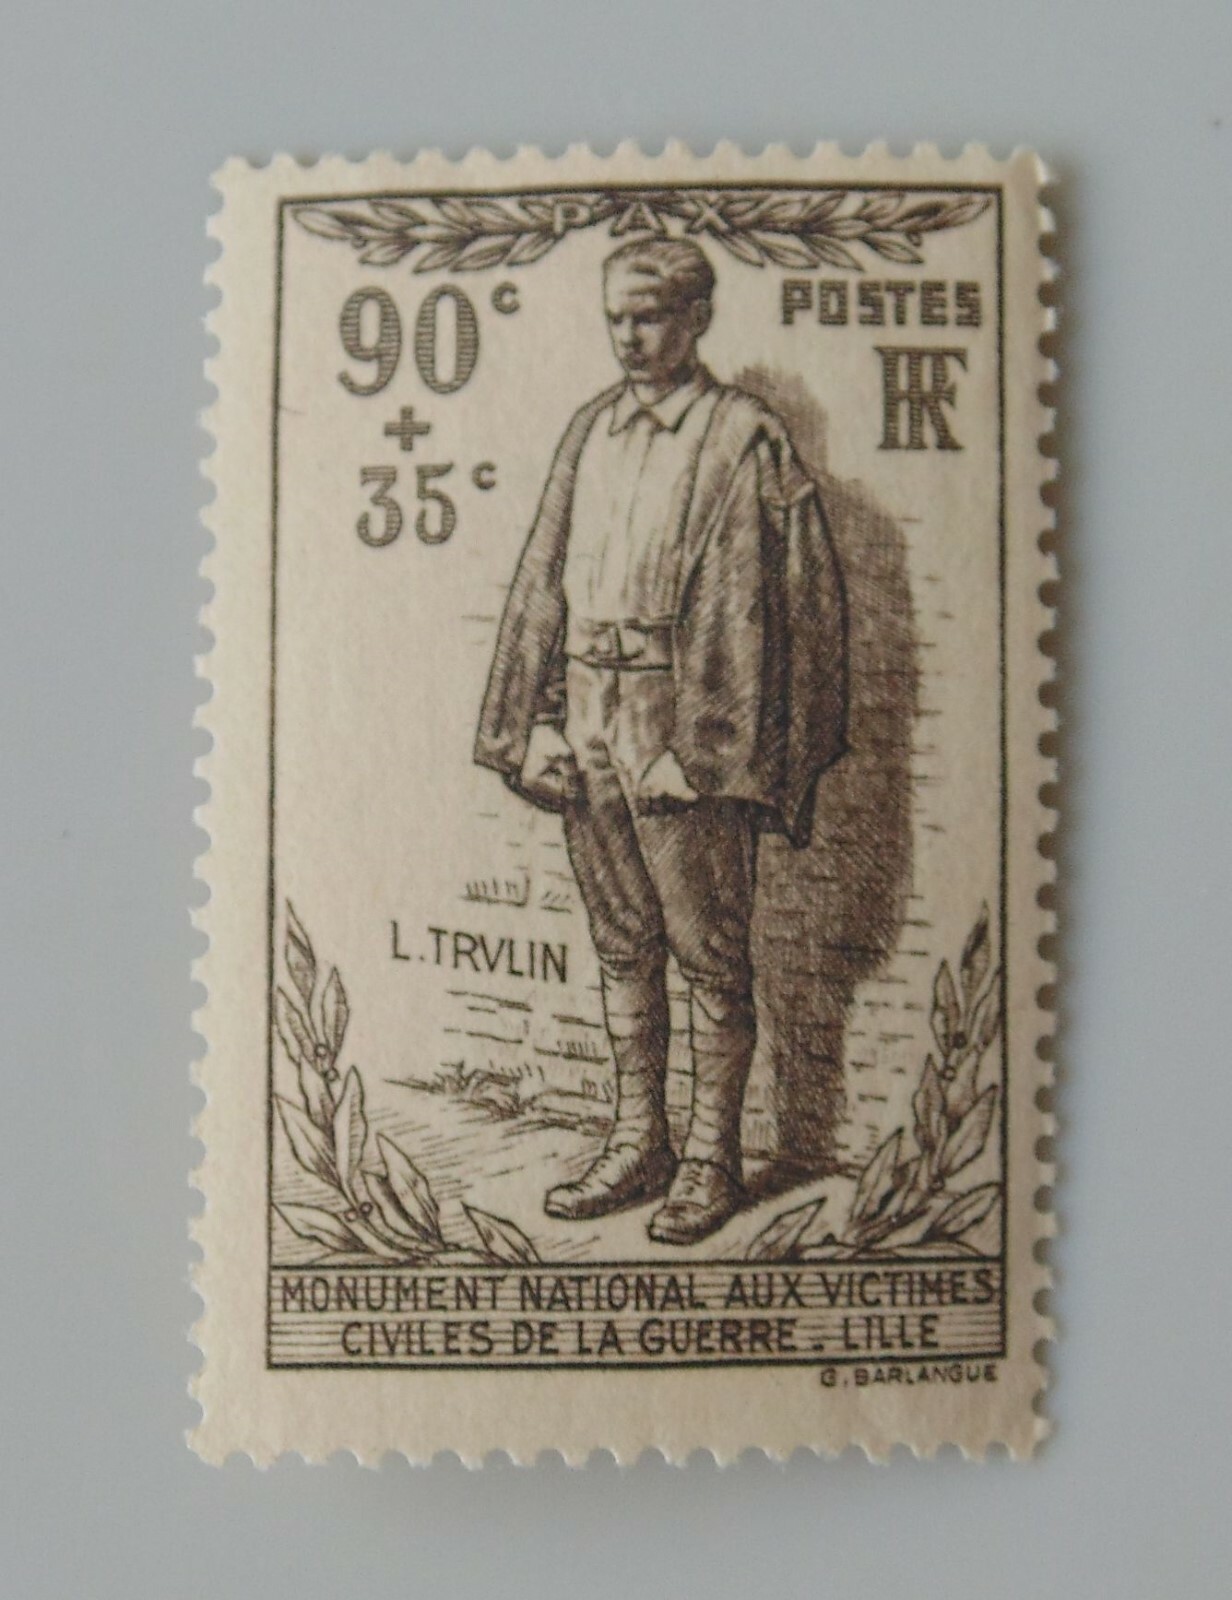 PAX
90c
+
35c
POSTES
RF
L.TRVLIN
MONUMENT NATIONAL AUX VICTIMES
CIVILES DE LA GUERRE. LILLE
G. BARLANGUE